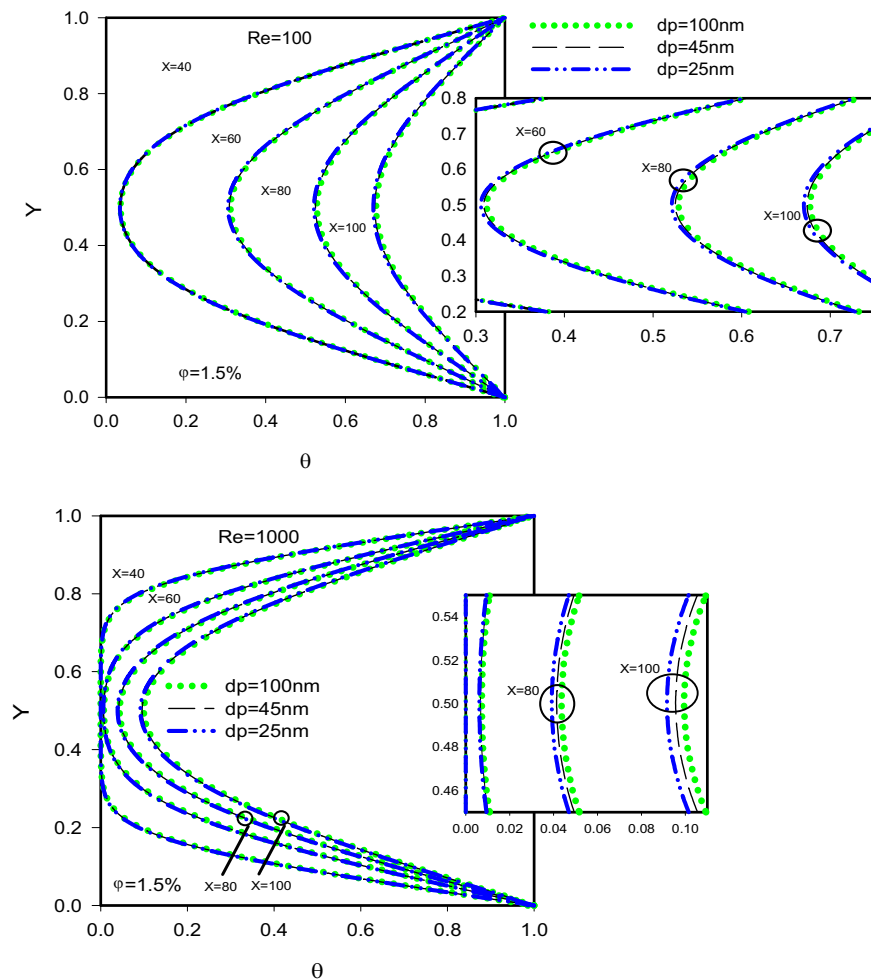 Re=100
dp=100nm
dp=45nm
dp=25nm
X=40
X=60
X=80
X=100
φ=1.5%
Y
1.0
0.8
0.6
0.4
0.2
0.0
0.0 0.2 0.4 0.6 0.8 1.0
θ
0.8
0.7
0.6
0.5
0.4
0.3
0.2
X=60
X=80
X=100
0.3 0.4 0.5 0.6 0.7
Re=1000
X=40
X=60
dp=100nm
dp=45nm
dp=25nm
X=80 X=100
φ=1.5%
Y
1.0
0.8
0.6
0.4
0.2
0.0
0.0 0.2 0.4 0.6 0.8 1.0
θ
0.54
0.52
0.50
0.48
0.46
X=80
X=100
0.00 0.02 0.04 0.06 0.08 0.10